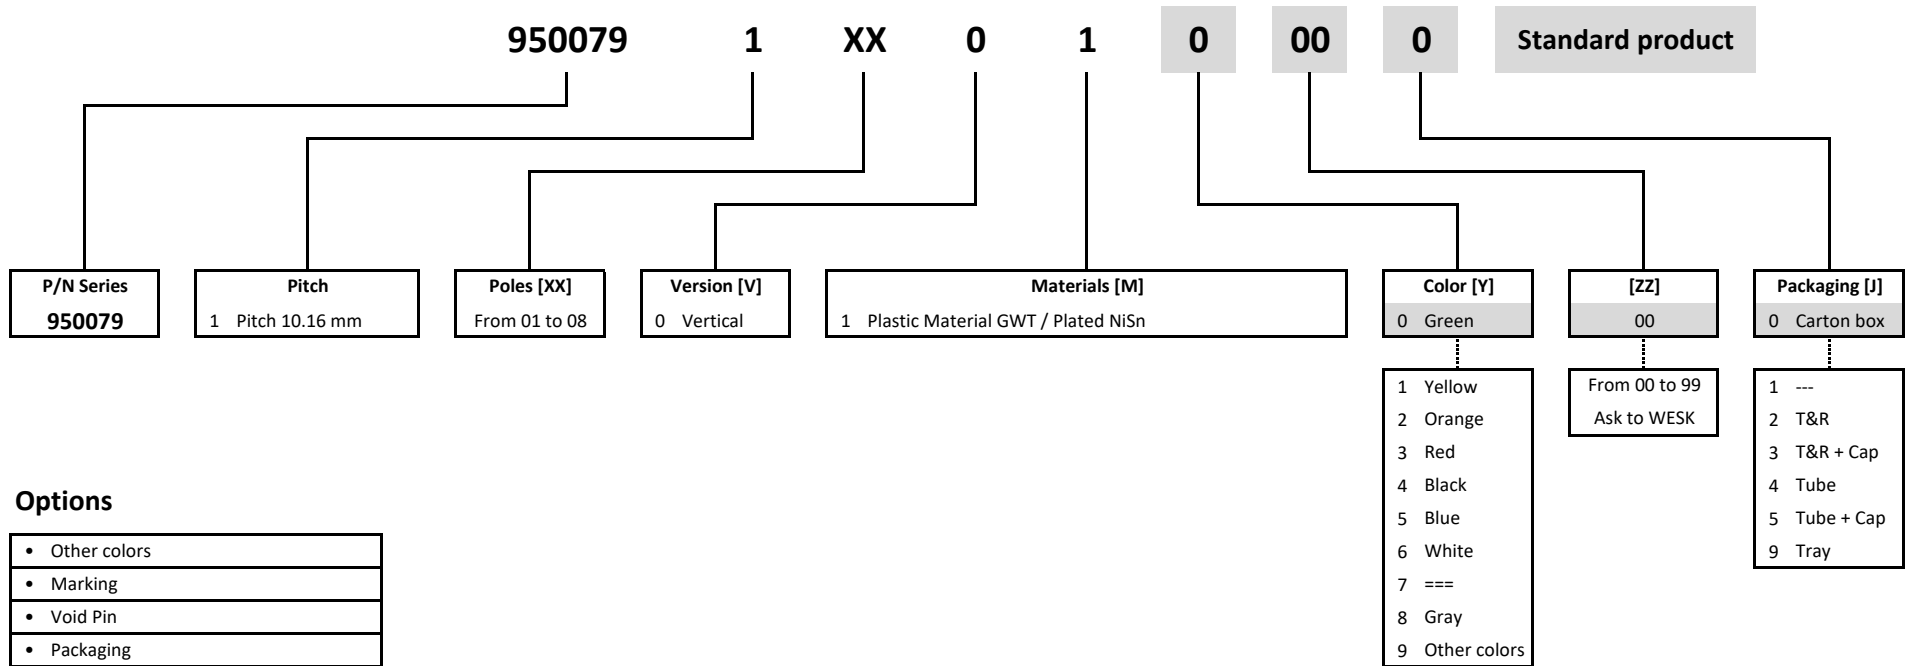 950079 1 XX 0 1 0 00 0 Standard product
P/N Series Pitch Poles [XX] Version [V] Materials [M] Color [Y] [ZZ] Packaging [J]
950079 1 Pitch 10.16 mm From 01 to 08 0 Vertical 1 Plastic Material GWT / Plated NiSn 0 Green 00 0 Carton box
1 Yellow From 00 to 99 1 ---
2 Orange Ask to WESK 2 T&R
3 Red 3 T&R + Cap
4 Black 4 Tube
5 Blue 5 Tube + Cap
6 White 9 Tray
7 ===
8 Gray
9 Other colors
Options
• Other colors
• Marking
• Void Pin
• Packaging